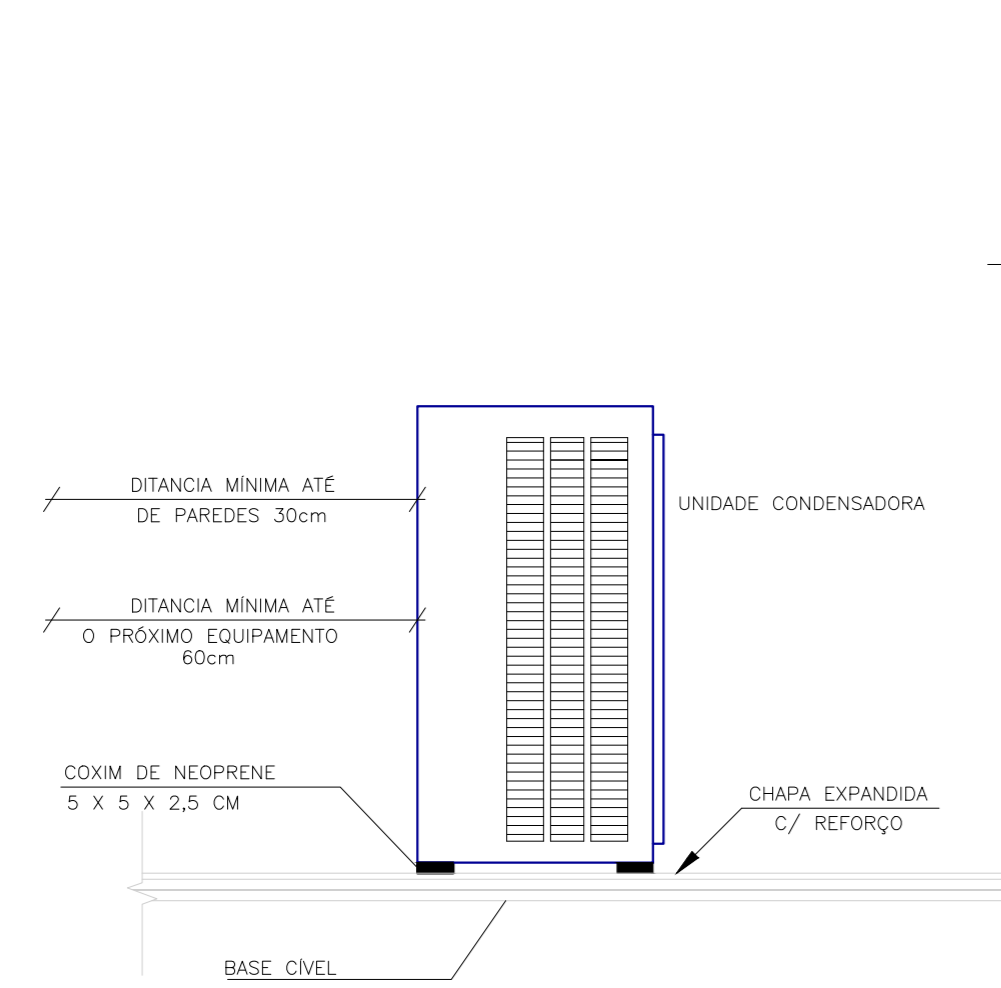 DITANCIA MÍNIMA ATÉ
DE PAREDES 30cm
UNIDADE CONDENSADORA
DITANCIA MÍNIMA ATÉ
O PRÓXIMO EQUIPAMENTO
60cm
COXIM DE NEOPRENE
5 X 5 X 2,5 CM
CHAPA EXPANDIDA
C/ REFORÇO
BASE CÍVEL